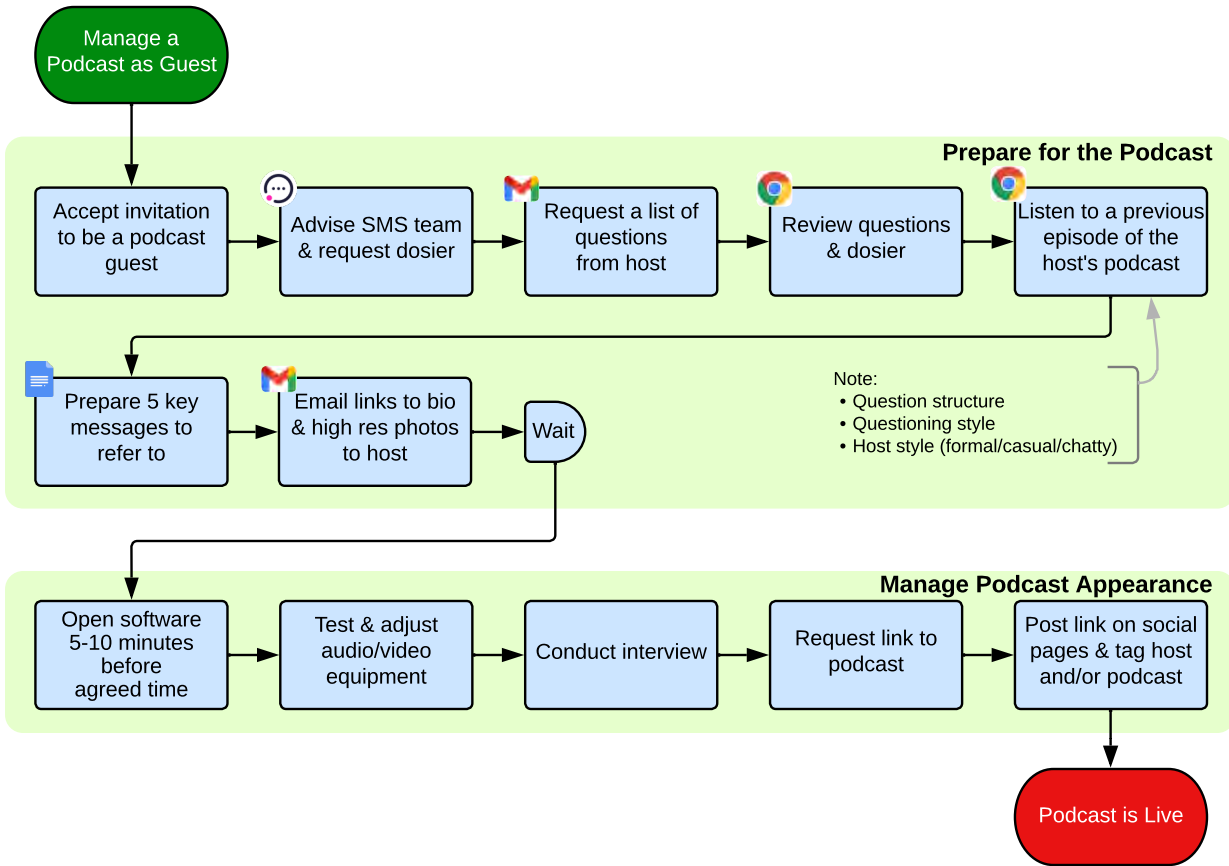 Manage a
Podcast as Guest
Prepare for the Podcast
Accept invitation
to be a podcast
guest
Advise SMS team
& request dosier
Request a list of
questions
from host
Review questions
& dosier
Listen to a previous
episode of the
host's podcast
Prepare 5 key
messages to
refer to
Email links to bio
& high res photos
to host
Wait
Note:
• Question structure
• Questioning style
• Host style (formal/casual/chatty)
Manage Podcast Appearance
Open software
5-10 minutes
before
agreed time
Test & adjust
audio/video
equipment
Conduct interview
Request link to
podcast
Post link on social
pages & tag host
and/or podcast
Podcast is Live